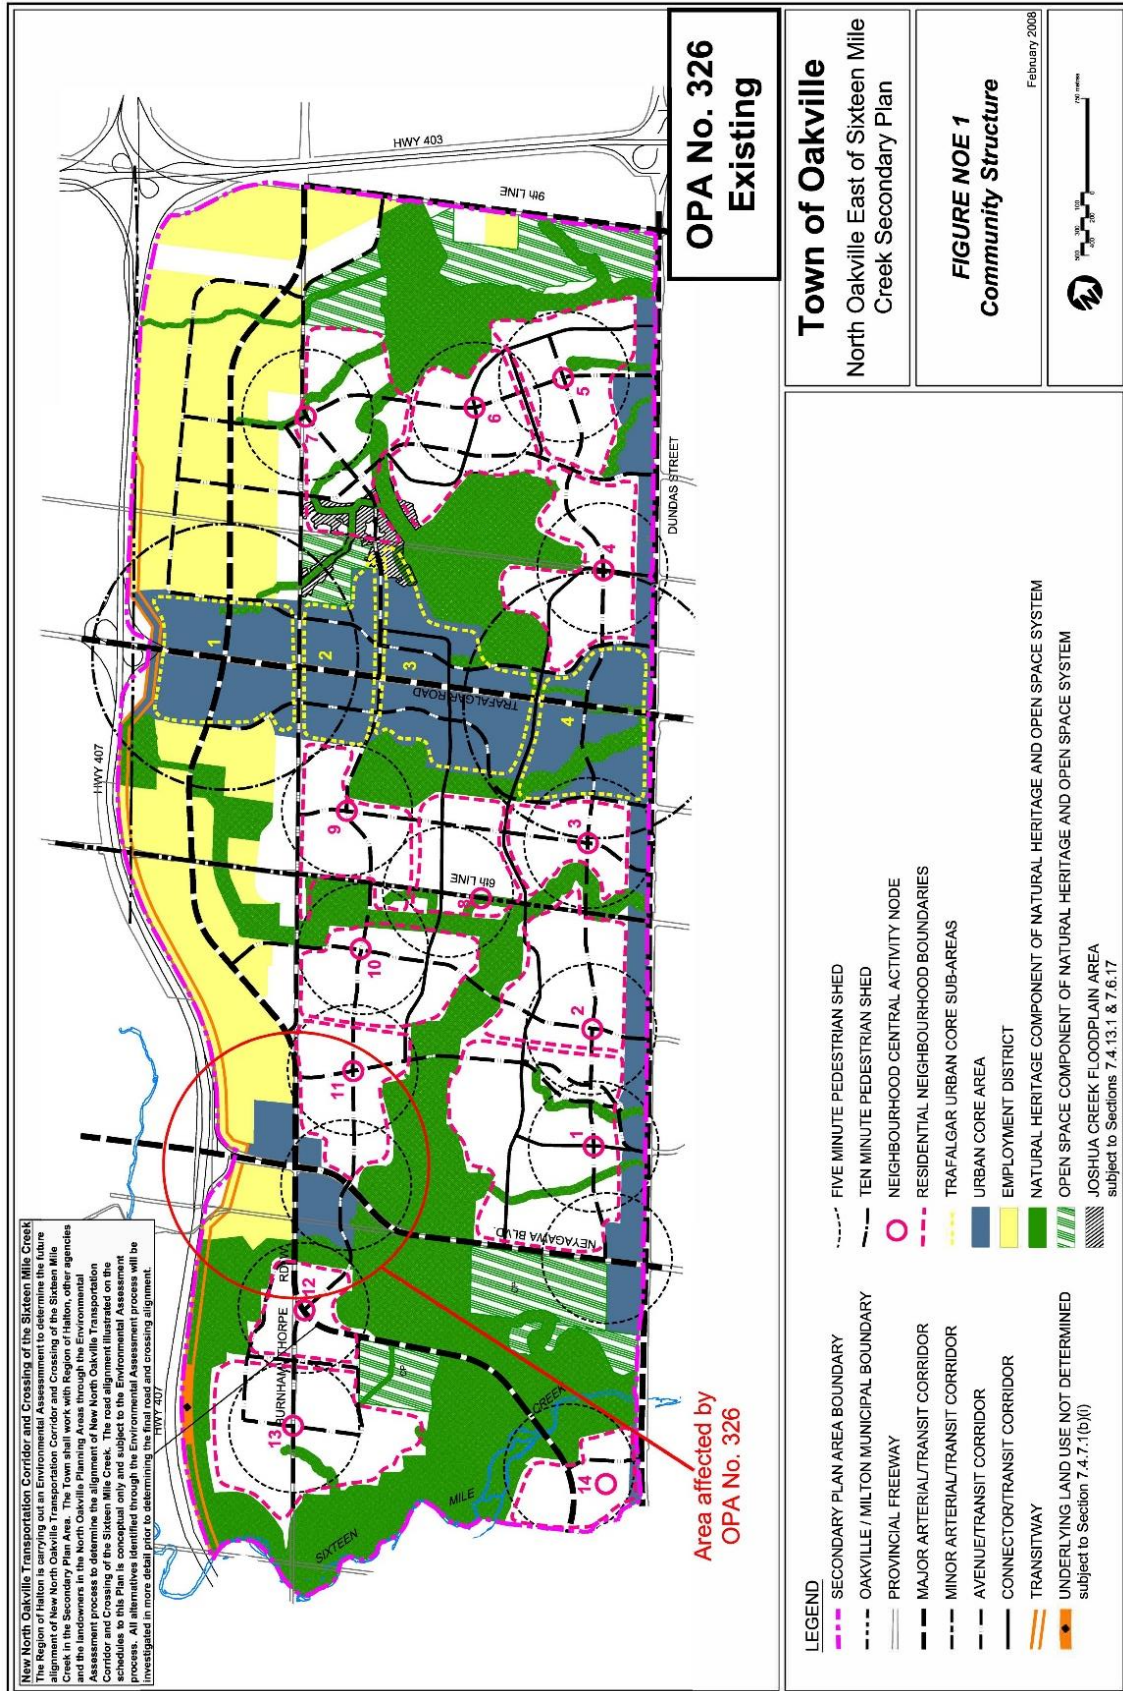 New North Oakville Transportation Corridor and Crossing of the Sixteen Mile Creek
The Region of Halton is carrying out an Environmental Assessment to determine the future
alignment of New North Oakville Transportation Corridor and Crossing of the Sixteen Mile
Creek in the Secondary Plan Area. The Town shall work with Region of Halton, other agencies
and the landowners in the North Oakville Planning Areas through the Environmental
Assessment process to determine the alignment of New North Oakville Transportation
Corridor and Crossing of the Sixteen Mile Creek. The road alignment illustrated on the
schedules to this Plan is conceptual only and subject to the Environmental Assessment
process. All alternatives identified through the Environmental Assessment process will be
investigated in more detail prior to determining the final road and crossing alignment.
HWY 407
HWY 407
HWY 403
9th LINE
OPA No. 326
Existing
BURNHAMTHORPE RD. W.
TRAFALGAR ROAD
6th LINE
NEYAGAWA BLVD.
DUNDAS STREET
SIXTEEN
MILE
CREEK
CP
CP
1
2
3
4
1
2
3
4
5
6
7
8
9
10
11
12
13
14
Area affected by
OPA No. 326
LEGEND
SECONDARY PLAN AREA BOUNDARY
OAKVILLE / MILTON MUNICIPAL BOUNDARY
PROVINCIAL FREEWAY
MAJOR ARTERIAL/TRANSIT CORRIDOR
MINOR ARTERIAL/TRANSIT CORRIDOR
AVENUE/TRANSIT CORRIDOR
CONNECTOR/TRANSIT CORRIDOR
TRANSITWAY
UNDERLYING LAND USE NOT DETERMINED
subject to Section 7.4.7.1(b)(i)
FIVE MINUTE PEDESTRIAN SHED
TEN MINUTE PEDESTRIAN SHED
NEIGHBOURHOOD CENTRAL ACTIVITY NODE
RESIDENTIAL NEIGHBOURHOOD BOUNDARIES
TRAFALGAR URBAN CORE SUB-AREAS
URBAN CORE AREA
EMPLOYMENT DISTRICT
NATURAL HERITAGE COMPONENT OF NATURAL HERITAGE AND OPEN SPACE SYSTEM
OPEN SPACE COMPONENT OF NATURAL HERITAGE AND OPEN SPACE SYSTEM
JOSHUA CREEK FLOODPLAIN AREA
subject to Sections 7.4.13.1 & 7.6.17
Town of Oakville
North Oakville East of Sixteen Mile
Creek Secondary Plan
FIGURE NOE 1
Community Structure
February 2008
750 metres